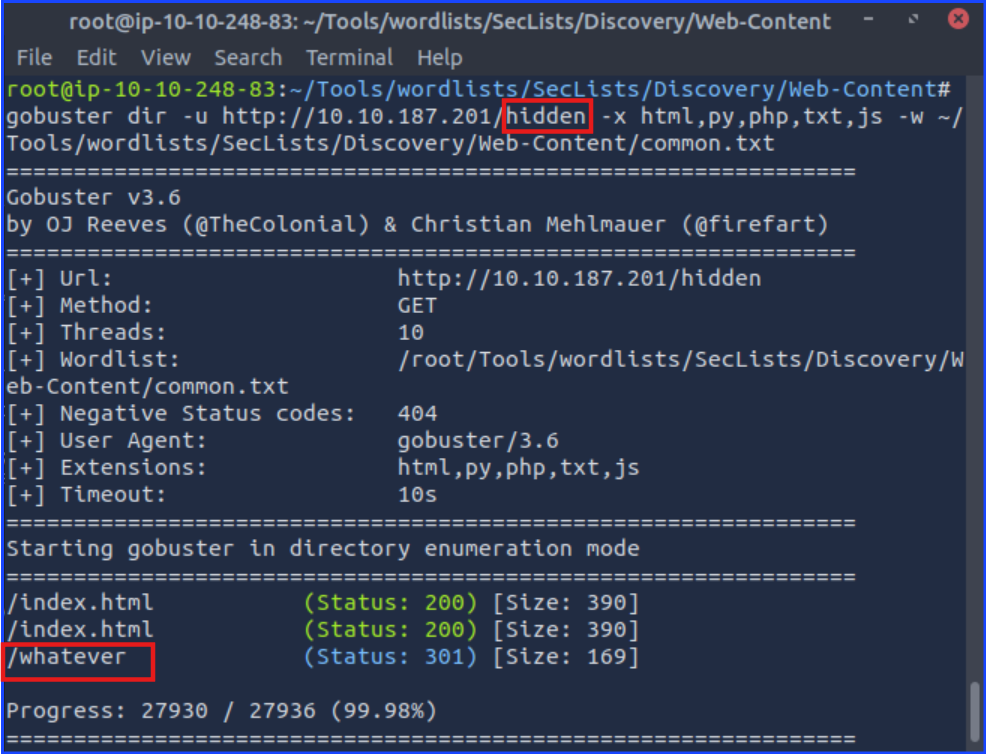 root@ip-10-10-248-83: ~/Tools/wordlists/SecLists/Discovery/Web-Content
File Edit View Search Terminal Help
root@ip-10-10-248-83:~/Tools/wordlists/SecLists/Discovery/Web-Content#
gobuster dir -u http://10.10.187.201/hidden -x html,py,php,txt,js -w ~/
Tools/wordlists/SecLists/Discovery/Web-Content/common.txt
===============================================================
Gobuster v3.6
by OJ Reeves (@TheColonial) & Christian Mehlmauer (@firefart)
===============================================================
[+] Url:                     http://10.10.187.201/hidden
[+] Method:                  GET
[+] Threads:                 10
[+] Wordlist:                /root/Tools/wordlists/SecLists/Discovery/W
eb-Content/common.txt
[+] Negative Status codes:   404
[+] User Agent:              gobuster/3.6
[+] Extensions:              html,py,php,txt,js
[+] Timeout:                 10s
===============================================================
Starting gobuster in directory enumeration mode
===============================================================
/index.html           (Status: 200) [Size: 390]
/index.html           (Status: 200) [Size: 390]
/whatever             (Status: 301) [Size: 169]
Progress: 27930 / 27936 (99.98%)
===============================================================